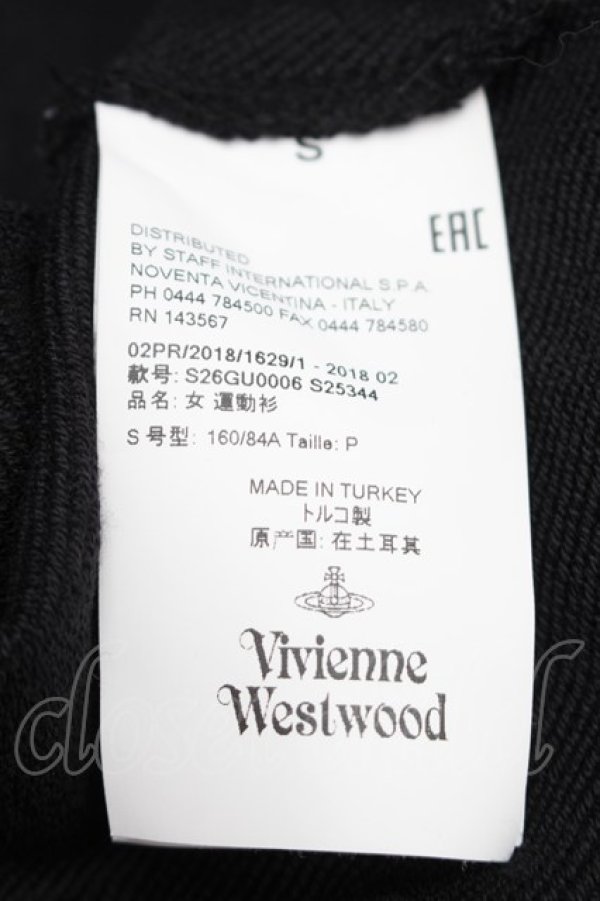 S
EAC
DISTRIBUTED
BY STAFF INTERNATIONAL S.P.A
NOVENTA VICENTINA - ITALY
PH 0444 784500 FAX 0444 784580
RN 143567
02PR/2018/1629/1 - 2018 02
款号: S26GU0006 S25344
品名: 女 運動衫
S 号型: 160/84A Taille: P
MADE IN TURKEY
トルコ製
原产国: 在土耳其
Vivienne
Westwood